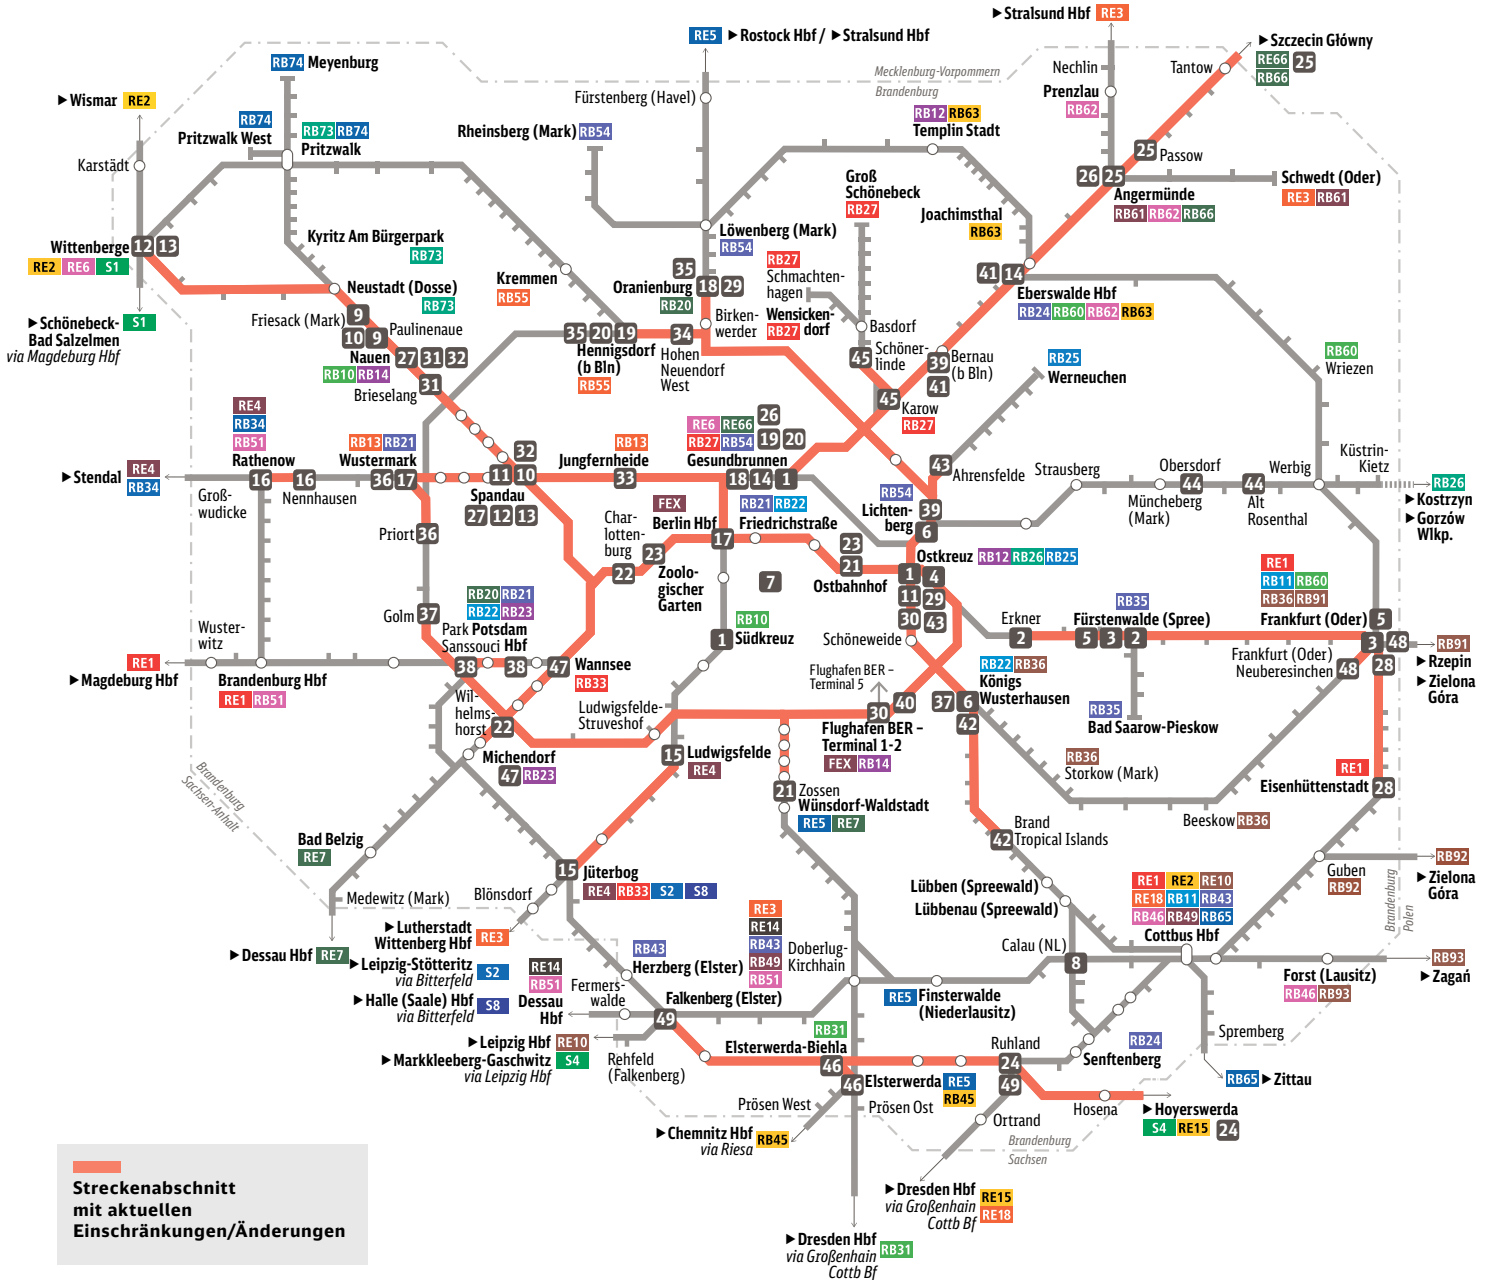 Stralsund Hbf RE3
RE5 Rostock Hbf / Stralsund Hbf
Szczecin Główny
RE66 25
RB66
Nechlin
Tantow
Mecklenburg-Vorpommern
Brandenburg
RB74 Meyenburg
Wismar RE2
Fürstenberg (Havel)
Prenzlau
RB62
RB12 RB63
Templin Stadt
RB74
Pritzwalk West
RB73 RB74
Pritzwalk
Rheinsberg (Mark) RB54
Karstädt
25 Passow
26 25
Angermünde
RB61 RB62 RB66
Schwedt (Oder)
RE3 RB61
Groß
Schönebeck
RB27
Joachimsthal
RB63
Wittenberge 12 13
RE2 RE6 S1
Kyritz Am Bürgerpark
RB73
Löwenberg (Mark)
RB54
35
Oranienburg 18 29
RB20
RB27
Schmachten-
hagen
Wensicken-
dorf
RB27
41 14
Eberswalde Hbf
RB24 RB60 RB62 RB63
Kremmen
RB55
Neustadt (Dosse)
RB73
Schönebeck- S1
Bad Salzelmen
via Magdeburg Hbf
Friesack (Mark) 9
10 9 Paulinenaue
Nauen 27 31 32
RB10 RB14
31
Brieselang
35 20 19
Hennigsdorf
(b Bln)
RB55
34
Hohen
Neuendorf
West
Birken-
werder
Basdorf
45 Schöner-
linde
39 Bernau
(b Bln)
41
RB25
Werneuchen
RB60
Wriezen
45
Karow
RB27
RE4
RB34
RB51
Rathenow
16 16
Nennhausen
Groß-
wudicke
Stendal RE4
RB34
RB13 RB21
Wustermark
36 17
32
11 10
Spandau
27 12 13
RB13
Jungfernheide
33
RE6 RE66 26
RB27 RB54 19 20
Gesundbrunnen
18 14 1
RB21 RB22
43
Ahrensfelde
Strausberg
Obersdorf
44
Müncheberg
(Mark)
Werbig
44
Alt
Rosenthal
Küstrin-
Kietz
RB26
Kostrzyn
Gorzów
Wlkp.
FEX
Berlin Hbf
17
Friedrichstraße
RB54
Lichten-
berg
39
6
Priort 36
Char-
lotten-
burg
22
23
Zoolo-
gischer
Garten
7
23
21
Ostbahnhof
Ostkreuz RB12 RB26 RB25
1 4
11 29
30 43
Schöneweide
RE1
RB11 RB60
RB36 RB91
Frankfurt (Oder) 5
3 48
RB91
Rzepin
Zielona
Góra
Golm 37
RB20 RB21
RB22 RB23
Park
Sanssouci
Potsdam
Hbf
38 38 47
Wannsee
RB33
RB10
1 Südkreuz
Erkner
2
RB35
Fürstenwalde (Spree)
5 3 2
Frankfurt (Oder)
Neuberesinchen
48 28
Wuster-
witz
RE1
Magdeburg Hbf
Brandenburg Hbf
RE1 RB51
Wil-
helms-
horst
22
Michendorf
47 RB23
Ludwigsfelde-
Struveshof
Flughafen BER –
Terminal 5
30 40
Flughafen BER –
Terminal 1-2
FEX RB14
RB22 RB36
Königs
Wusterhausen
37 6
42
RB35
Bad Saarow-Pieskow
15 Ludwigsfelde
RE4
21 Zossen
Wünsdorf-Waldstadt
RE5 RE7
RB36
Storkow (Mark)
Beeskow RB36
RE1
Eisenhüttenstadt
28
Brandenburg
Sachsen-Anhalt
42 Brand
Tropical Islands
Bad Belzig
RE7
Medewitz (Mark)
15
Jüterbog
RE4 RB33 S2 S8
Blönsdorf
Lübben (Spreewald)
Lübbenau (Spreewald)
RE1 RE2 RE10
RE18 RB11 RB43
RB46 RB49 RB65
Cottbus Hbf
Guben
RB92
RB92
Zielona
Góra
Brandenburg
Polen
Lutherstadt
Wittenberg Hbf RE3
Dessau Hbf RE7
Leipzig-Stötteritz
via Bitterfeld S2
Halle (Saale) Hbf
via Bitterfeld S8
RB43
Herzberg (Elster)
RE3
RE14
RB43
RB49
RB51
Falkenberg (Elster)
49
Doberlug-
Kirchhain
Calau (NL)
8
RE14
RB51
Dessau
Hbf
Fermers-
walde
RE5 Finsterwalde
(Niederlausitz)
Forst (Lausitz)
RB46 RB93
RB93
Zagań
Leipzig Hbf RE10
Markkleeberg-Gaschwitz S4
via Leipzig Hbf
Rehfeld
(Falkenberg)
RB31
Elsterwerda-Biehla
46
46 Elsterwerda RE5
RB45
Ruhland
24
49
RB24
Senftenberg
Spremberg
RB65 Zittau
Prösen West
Prösen Ost
Chemnitz Hbf RB45
via Riesa
Ortrand
Hosena
Hoyerswerda
S4 RE15 24
Brandenburg
Sachsen
Dresden Hbf
via Großenhain
Cottb Bf
RE15
RE18
Dresden Hbf
via Großenhain
Cottb Bf
RB31
Streckenabschnitt
mit aktuellen
Einschränkungen/Änderungen